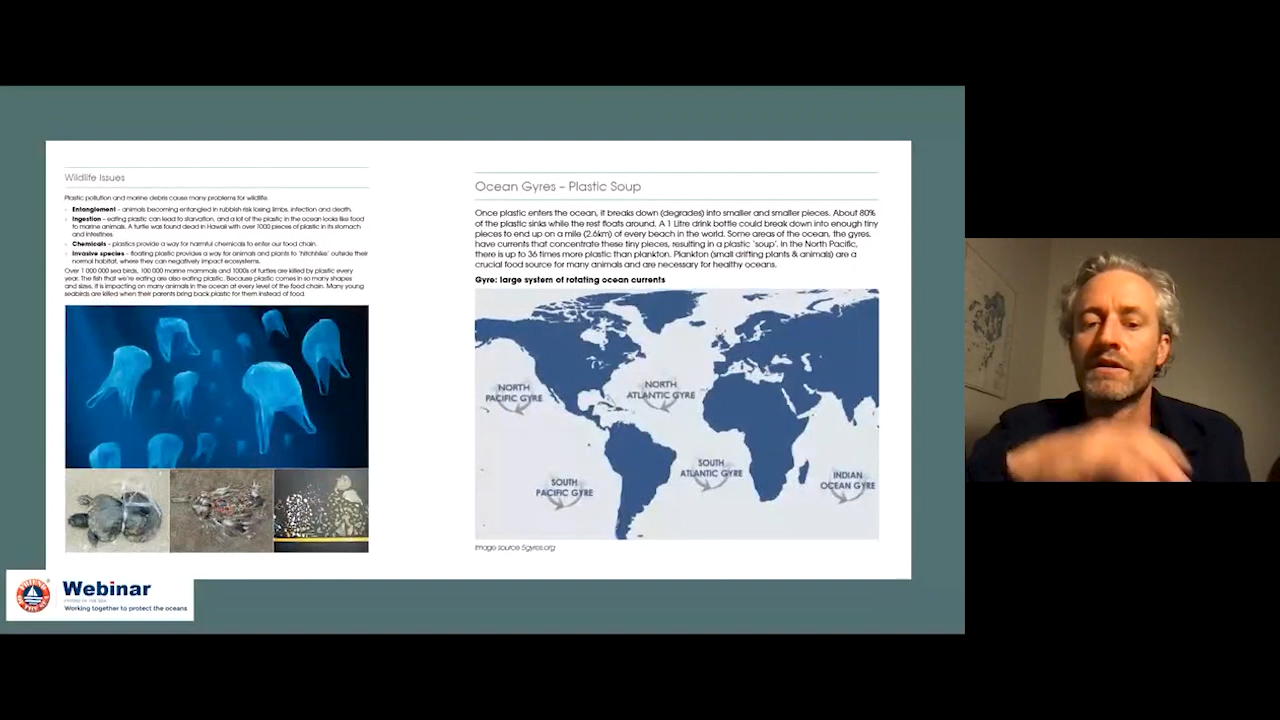 Wildlife Issues
Plastic pollution and marine debris cause many problems for wildlife.
Entanglement - animals becoming entangled in rubbish risk losing limbs, infection and death.
Ingestion - eating plastic can lead to starvation, and a lot of the plastic in the ocean looks like food
to marine animals. A turtle was found dead in Hawaii with over 1000 pieces of plastic in its stomach
and intestines.
Chemicals - plastics provide a way for harmful chemicals to enter our food chain.
Invasive species - floating plastic provides a way for animals and plants to 'hitchhike' outside their
normal habitat, where they can negatively impact ecosystems.
Over 1 000 000 sea birds, 100 000 marine mammals and 1000s of turtles are killed by plastic every
year. The fish that we're eating are also eating plastic. Because plastic comes in so many shapes
and sizes, it is impacting on many animals in the ocean at every level of the food chain. Many young
seabirds are killed when their parents bring back plastic for them instead of food.
Ocean Gyres – Plastic Soup
Once plastic enters the ocean, it breaks down (degrades) into smaller and smaller pieces. About 80%
of the plastic sinks while the rest floats around. A 1 Litre drink bottle could break down into enough tiny
pieces to end up on a mile (2.6km) of every beach in the world. Some areas of the ocean, the gyres,
have currents that concentrate these tiny pieces, resulting in a plastic 'soup'. In the North Pacific,
there is up to 36 times more plastic than plankton. Plankton (small drifting plants & animals) are a
crucial food source for many animals and are necessary for healthy oceans.
Gyre: large system of rotating ocean currents
NORTH
PACIFIC GYRE
NORTH
ATLANTIC GYRE
SOUTH
PACIFIC GYRE
SOUTH
ATLANTIC GYRE
INDIAN
OCEAN GYRE
Image source 5gyres.org
Webinar
Working together to protect the oceans